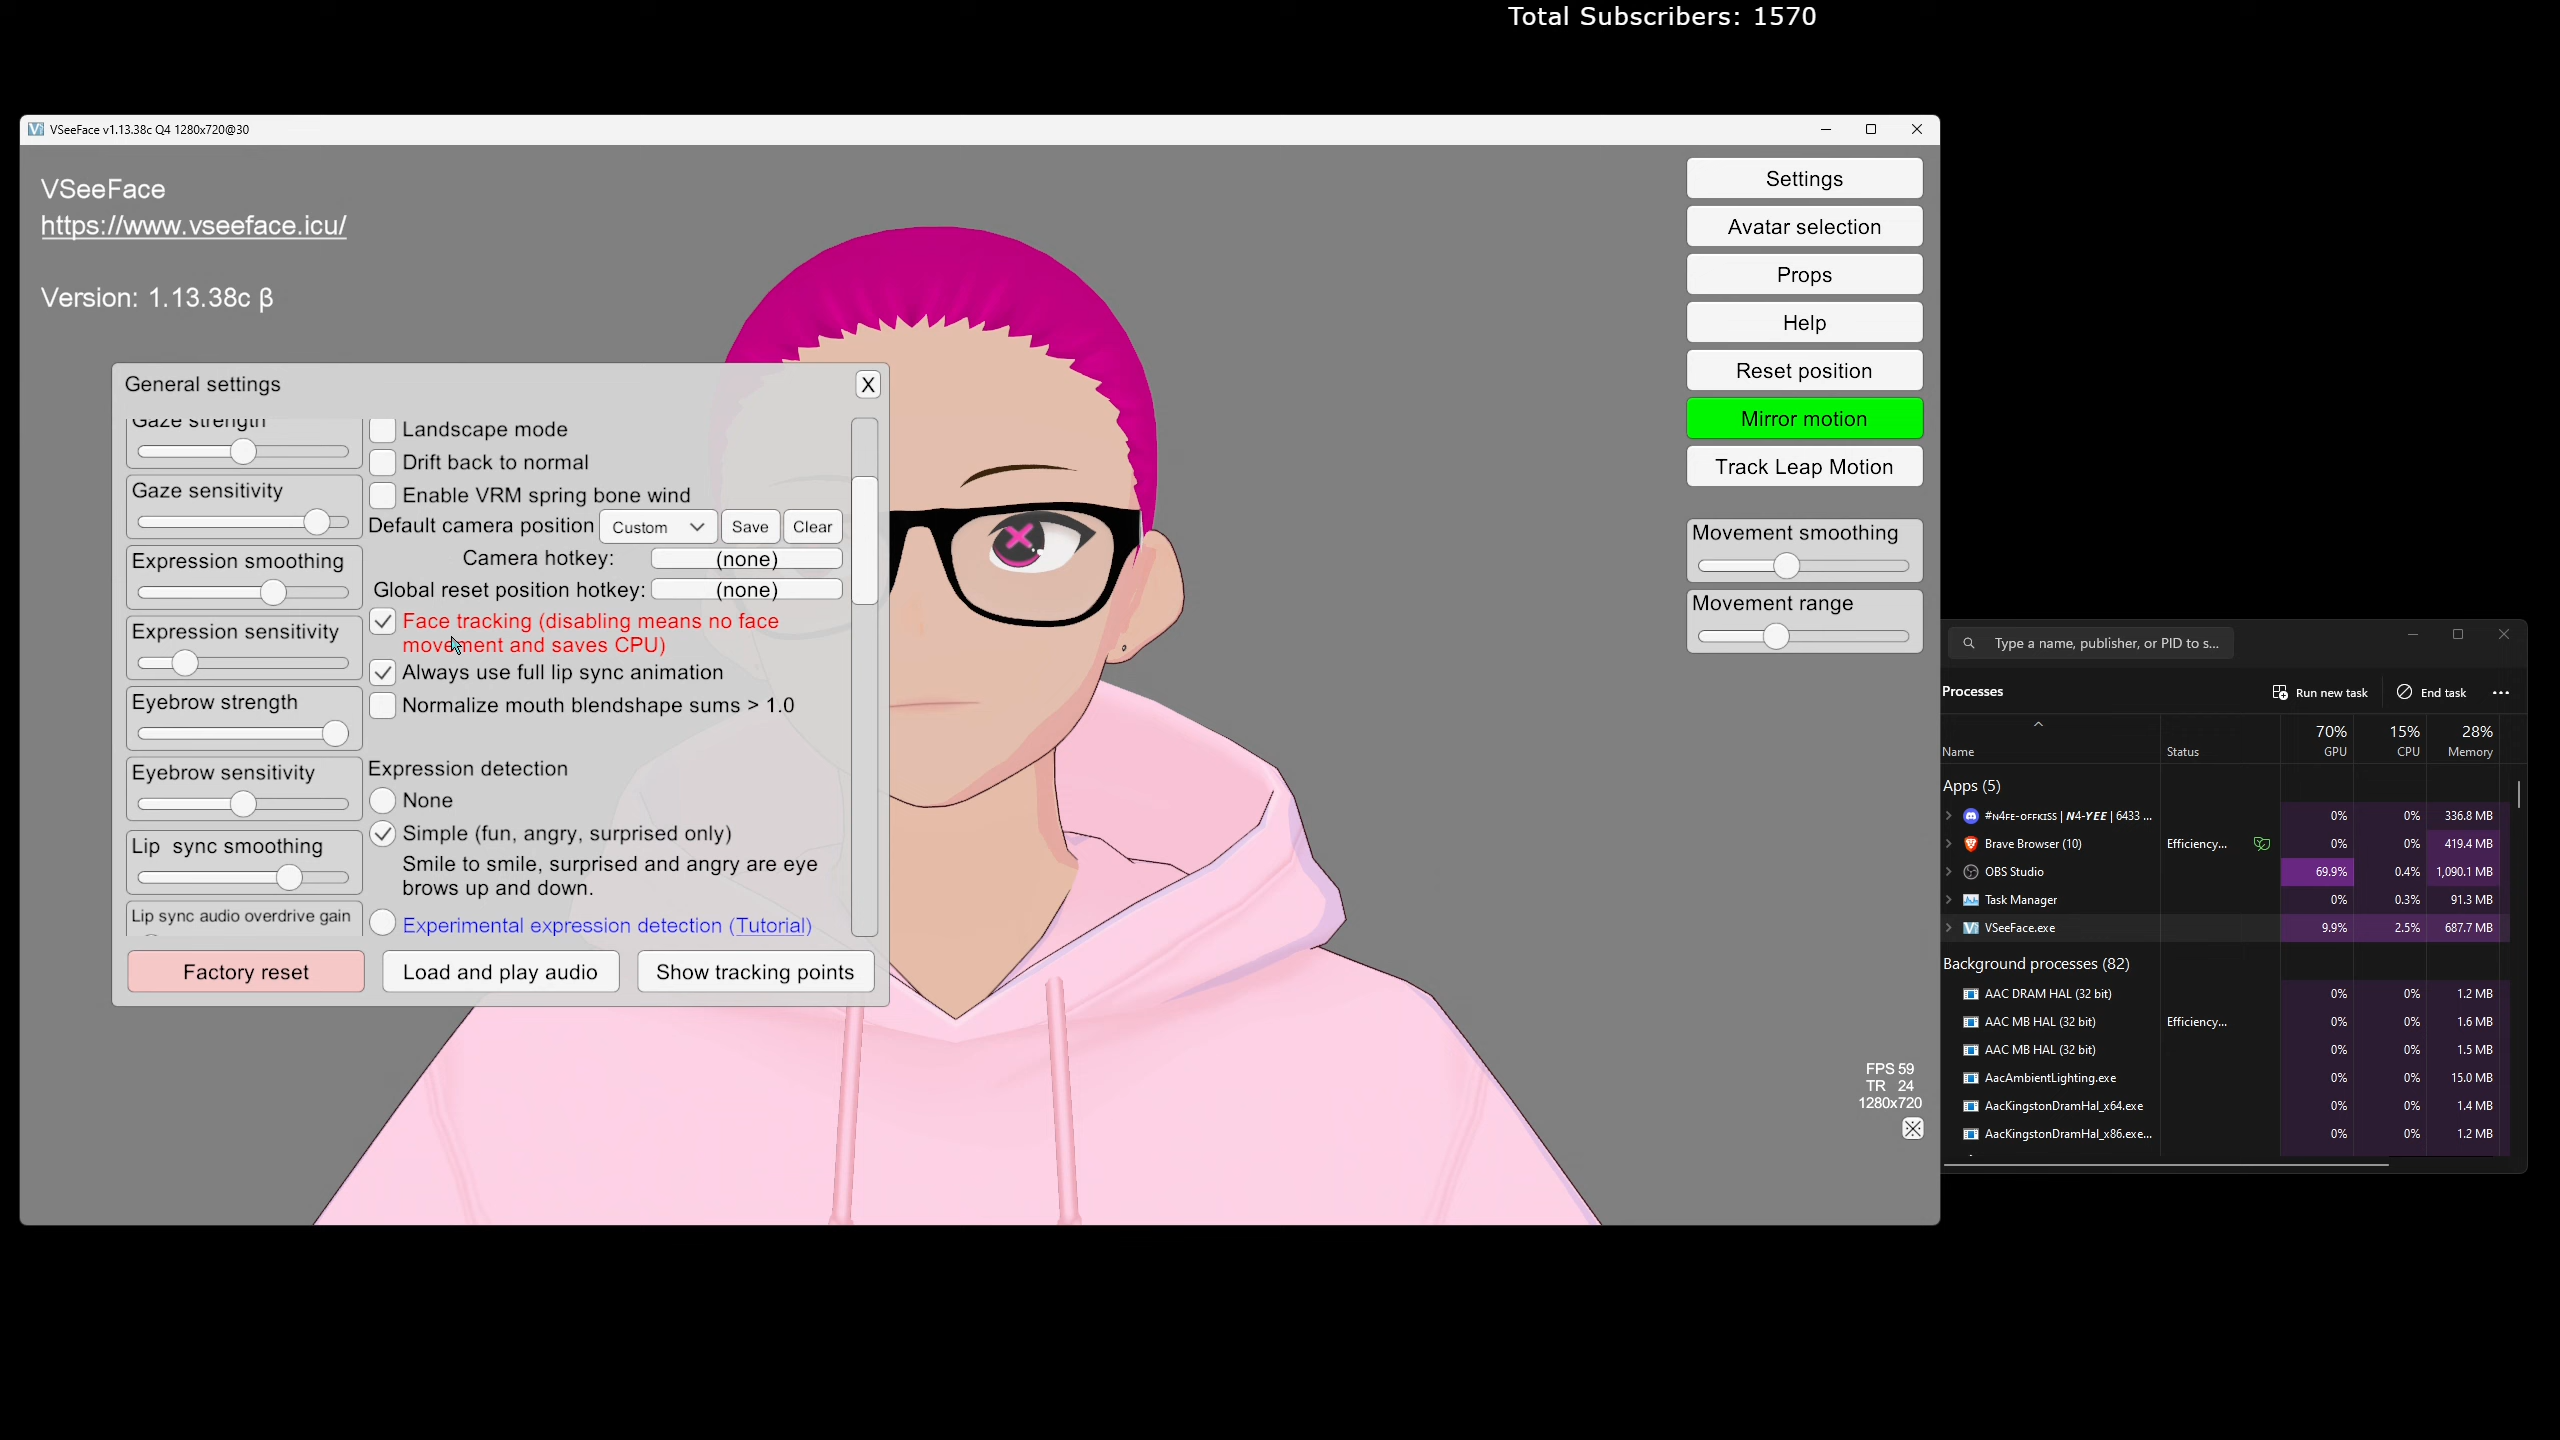 Total Subscribers: 1570
VSeeFace v1.13.38c Q4 1280x720@30
VSeeFace
https://www.vseeface.icu/
Version: 1.13.38c β
Settings
Avatar selection
Props
Help
Reset position
Mirror motion
Track Leap Motion
Movement smoothing
Movement range
General settings
X
Gaze strength
Gaze sensitivity
Expression smoothing
Expression sensitivity
Eyebrow strength
Eyebrow sensitivity
Lip sync smoothing
Lip sync audio overdrive gain
Landscape mode
Drift back to normal
Enable VRM spring bone wind
Default camera position Custom Save Clear
Camera hotkey: (none)
Global reset position hotkey: (none)
Face tracking (disabling means no face
movement and saves CPU)
Always use full lip sync animation
Normalize mouth blendshape sums > 1.0
Expression detection
None
Simple (fun, angry, surprised only)
Smile to smile, surprised and angry are eye
brows up and down.
Experimental expression detection (Tutorial)
Factory reset Load and play audio Show tracking points
FPS 59
TR 24
1280x720
Type a name, publisher, or PID to s...
Processes Run new task End task
70% 15% 28%
Name Status GPU CPU Memory
Apps (5)
#N4FE-OFFKISS | N4-YEE | 6433 ... 0% 0% 336.8 MB
Brave Browser (10) Efficiency... 0% 0% 419.4 MB
OBS Studio 69.9% 0.4% 1,090.1 MB
Task Manager 0% 0.3% 91.3 MB
VSeeFace.exe 9.9% 2.5% 687.7 MB
Background processes (82)
AAC DRAM HAL (32 bit) 0% 0% 1.2 MB
AAC MB HAL (32 bit) Efficiency... 0% 0% 1.6 MB
AAC MB HAL (32 bit) 0% 0% 1.5 MB
AacAmbientLighting.exe 0% 0% 15.0 MB
AacKingstonDramHal_x64.exe 0% 0% 1.4 MB
AacKingstonDramHal_x86.exe... 0% 0% 1.2 MB